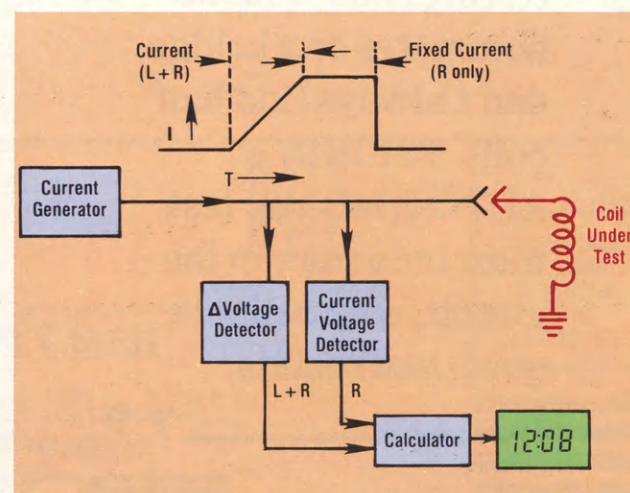 Current
(L+R)
Fixed Current
(R only)
I
T
Current
Generator
Coil
Under
Test
ΔVoltage
Detector
Current
Voltage
Detector
L+R
R
Calculator
12:08